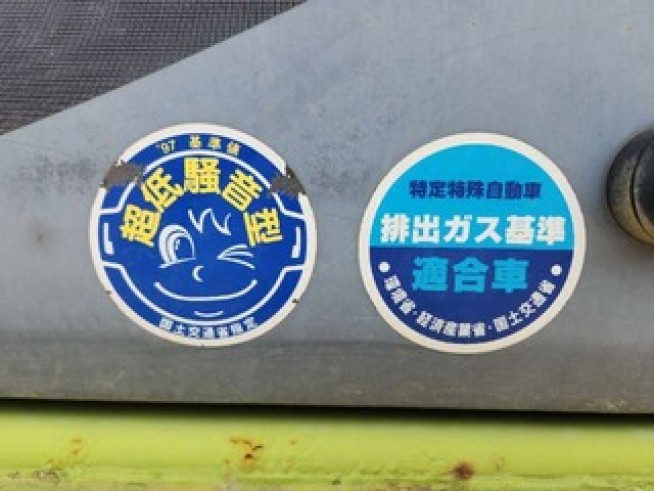 '97 基準値
超低騒音型
国土交通省指定
特定特殊自動車
排出ガス基準
適合車
●環境省・経済産業省・国土交通省●